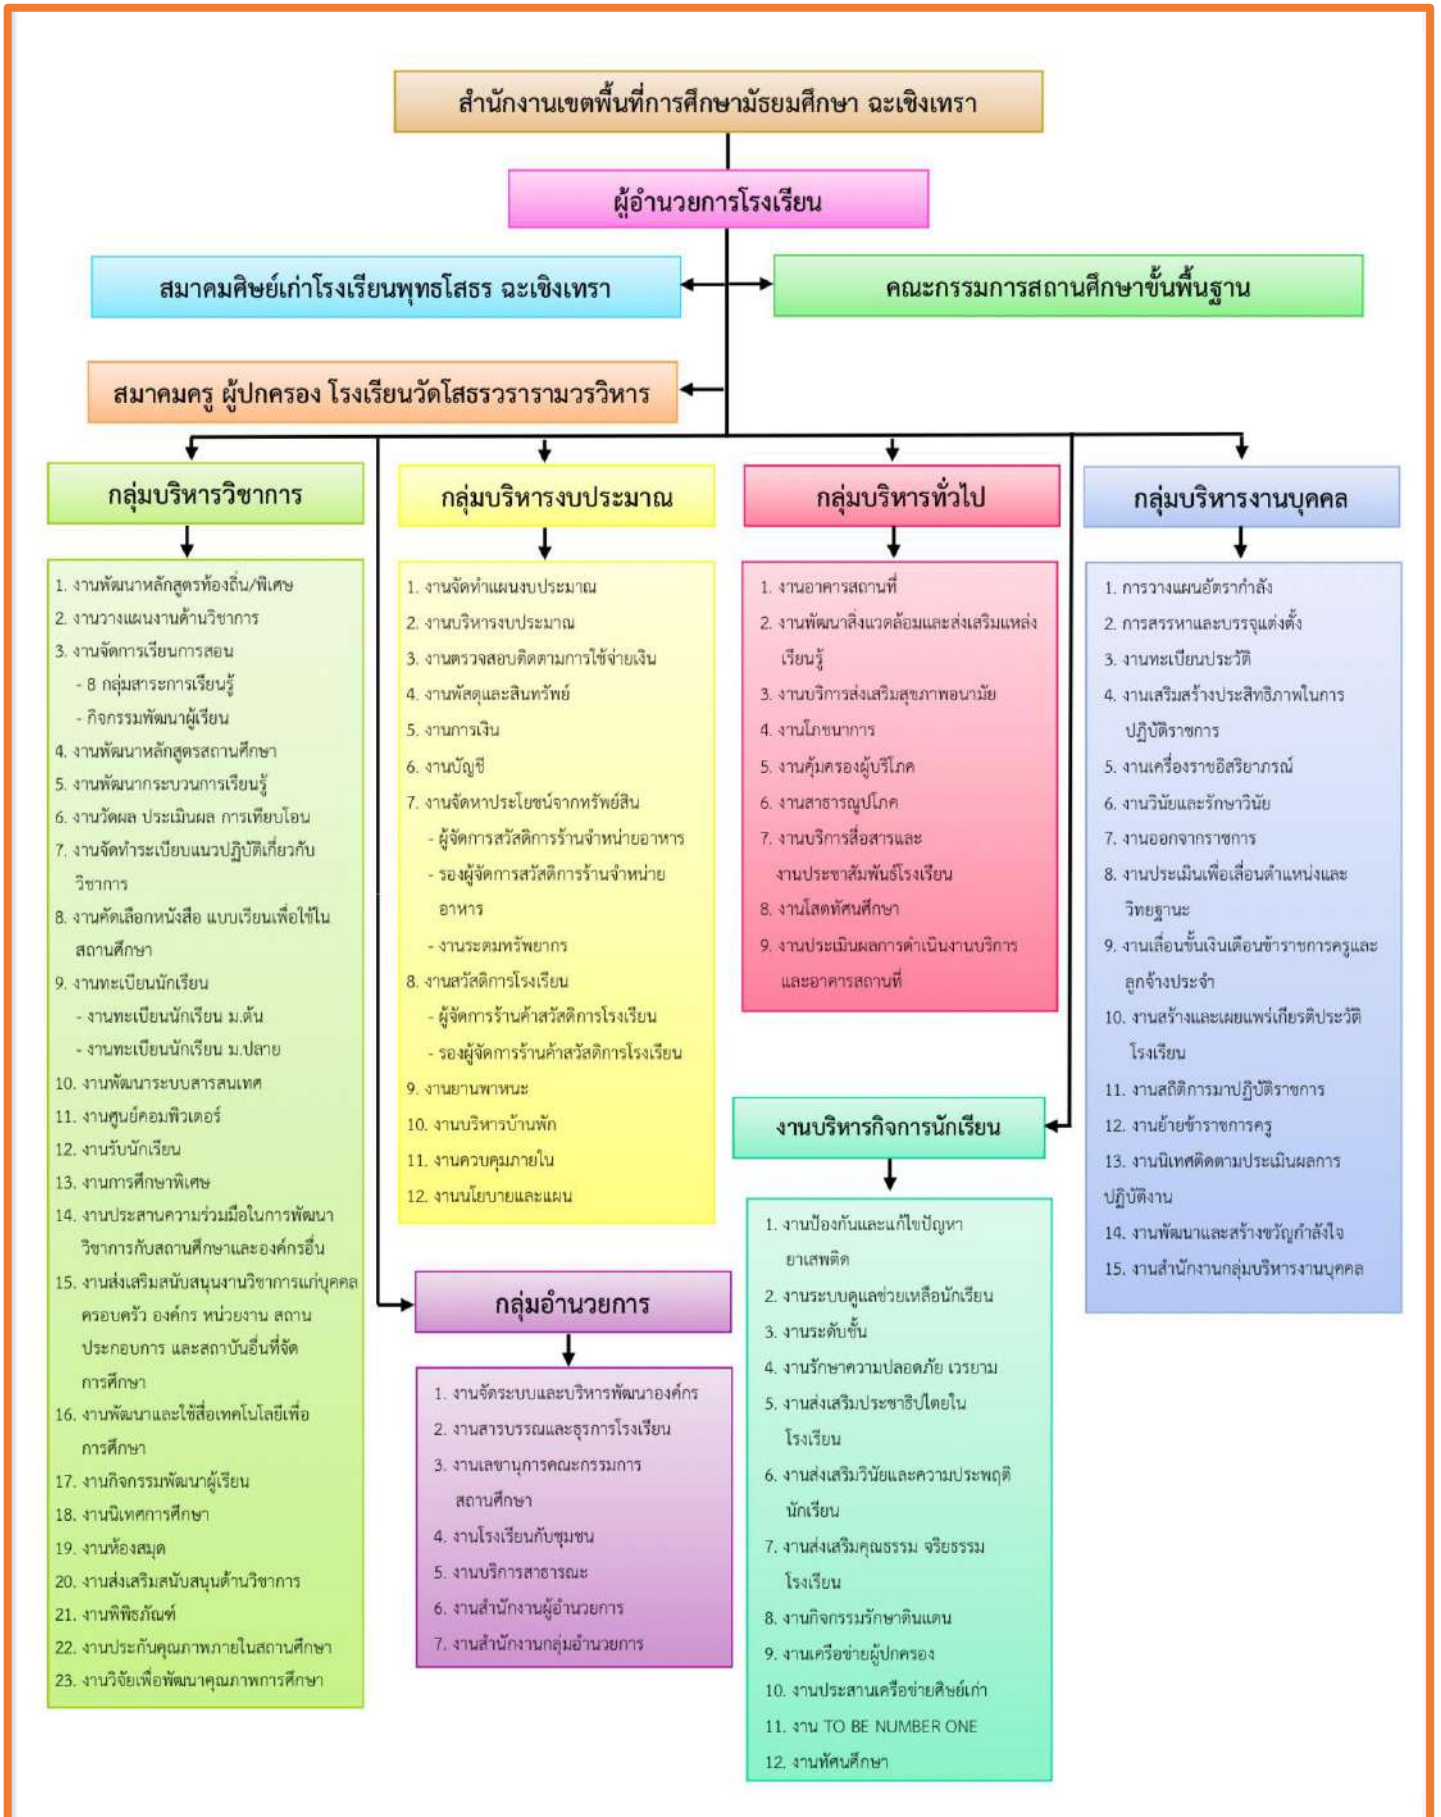 สำนักงานเขตพื้นที่การศึกษามัธยมศึกษา ฉะเชิงเทรา
ผู้อำนวยการโรงเรียน
สมาคมศิษย์เก่าโรงเรียนพุทธโสธร ฉะเชิงเทรา
คณะกรรมการสถานศึกษาขั้นพื้นฐาน
สมาคมครู ผู้ปกครอง โรงเรียนวัดโสธรวรารามวรวิหาร
กลุ่มบริหารวิชาการ
1. งานพัฒนาหลักสูตรท้องถิ่น/พิเศษ
2. งานวางแผนงานด้านวิชาการ
3. งานจัดการเรียนการสอน
- 8 กลุ่มสาระการเรียนรู้
- กิจกรรมพัฒนาผู้เรียน
4. งานพัฒนาหลักสูตรสถานศึกษา
5. งานพัฒนากระบวนการเรียนรู้
6. งานวัดผล ประเมินผล การเทียบโอน
7. งานจัดทำระเบียบแนวปฏิบัติเกี่ยวกับ
วิชาการ
8. งานคัดเลือกหนังสือ แบบเรียนเพื่อใช้ใน
สถานศึกษา
9. งานทะเบียนนักเรียน
- งานทะเบียนนักเรียน ม.ต้น
- งานทะเบียนนักเรียน ม.ปลาย
10. งานพัฒนาระบบสารสนเทศ
11. งานศูนย์คอมพิวเตอร์
12. งานรับนักเรียน
13. งานการศึกษาพิเศษ
14. งานประสานความร่วมมือในการพัฒนา
วิชาการกับสถานศึกษาและองค์กรอื่น
15. งานส่งเสริมสนับสนุนงานวิชาการแก่บุคคล
ครอบครัว องค์กร หน่วยงาน สถาน
ประกอบการ และสถาบันอื่นที่จัด
การศึกษา
16. งานพัฒนาและใช้สื่อเทคโนโลยีเพื่อ
การศึกษา
17. งานกิจกรรมพัฒนาผู้เรียน
18. งานนิเทศการศึกษา
19. งานห้องสมุด
20. งานส่งเสริมสนับสนุนด้านวิชาการ
21. งานพิพิธภัณฑ์
22. งานประกันคุณภาพภายในสถานศึกษา
23. งานวิจัยเพื่อพัฒนาคุณภาพการศึกษา
กลุ่มบริหารงบประมาณ
1. งานจัดทำแผนงบประมาณ
2. งานบริหารงบประมาณ
3. งานตรวจสอบติดตามการใช้จ่ายเงิน
4. งานพัสดุและสินทรัพย์
5. งานการเงิน
6. งานบัญชี
7. งานจัดหาประโยชน์จากทรัพย์สิน
- ผู้จัดการสวัสดิการร้านจำหน่ายอาหาร
- รองผู้จัดการสวัสดิการร้านจำหน่าย
อาหาร
- งานระดมทรัพยากร
8. งานสวัสดิการโรงเรียน
- ผู้จัดการร้านค้าสวัสดิการโรงเรียน
- รองผู้จัดการร้านค้าสวัสดิการโรงเรียน
9. งานยานพาหนะ
10. งานบริหารบ้านพัก
11. งานควบคุมภายใน
12. งานนโยบายและแผน
กลุ่มอำนวยการ
1. งานจัดระบบและบริหารพัฒนาองค์กร
2. งานสารบรรณและธุรการโรงเรียน
3. งานเลขานุการคณะกรรมการ
สถานศึกษา
4. งานโรงเรียนกับชุมชน
5. งานบริการสาธารณะ
6. งานสำนักงานผู้อำนวยการ
7. งานสำนักงานกลุ่มอำนวยการ
กลุ่มบริหารทั่วไป
1. งานอาคารสถานที่
2. งานพัฒนาสิ่งแวดล้อมและส่งเสริมแหล่ง
เรียนรู้
3. งานบริการส่งเสริมสุขภาพอนามัย
4. งานโภชนาการ
5. งานคุ้มครองผู้บริโภค
6. งานสาธารณูปโภค
7. งานบริการสื่อสารและ
งานประชาสัมพันธ์โรงเรียน
8. งานโสตทัศนศึกษา
9. งานประเมินผลการดำเนินงานบริการ
และอาคารสถานที่
งานบริหารกิจการนักเรียน
1. งานป้องกันและแก้ไขปัญหา
ยาเสพติด
2. งานระบบดูแลช่วยเหลือนักเรียน
3. งานระดับชั้น
4. งานรักษาความปลอดภัย เวรยาม
5. งานส่งเสริมประชาธิปไตยใน
โรงเรียน
6. งานส่งเสริมวินัยและความประพฤติ
นักเรียน
7. งานส่งเสริมคุณธรรม จริยธรรม
โรงเรียน
8. งานกิจกรรมรักษาดินแดน
9. งานเครือข่ายผู้ปกครอง
10. งานประสานเครือข่ายศิษย์เก่า
11. งาน TO BE NUMBER ONE
12. งานทัศนศึกษา
กลุ่มบริหารงานบุคคล
1. การวางแผนอัตรากำลัง
2. การสรรหาและบรรจุแต่งตั้ง
3. งานทะเบียนประวัติ
4. งานเสริมสร้างประสิทธิภาพในการ
ปฏิบัติราชการ
5. งานเครื่องราชอิสริยาภรณ์
6. งานวินัยและรักษาวินัย
7. งานออกจากราชการ
8. งานประเมินเพื่อเลื่อนตำแหน่งและ
วิทยฐานะ
9. งานเลื่อนขั้นเงินเดือนข้าราชการครูและ
ลูกจ้างประจำ
10. งานสร้างและเผยแพร่เกียรติประวัติ
โรงเรียน
11. งานสถิติการมาปฏิบัติราชการ
12. งานย้ายข้าราชการครู
13. งานนิเทศติดตามประเมินผลการ
ปฏิบัติงาน
14. งานพัฒนาและสร้างขวัญกำลังใจ
15. งานสำนักงานกลุ่มบริหารงานบุคคล